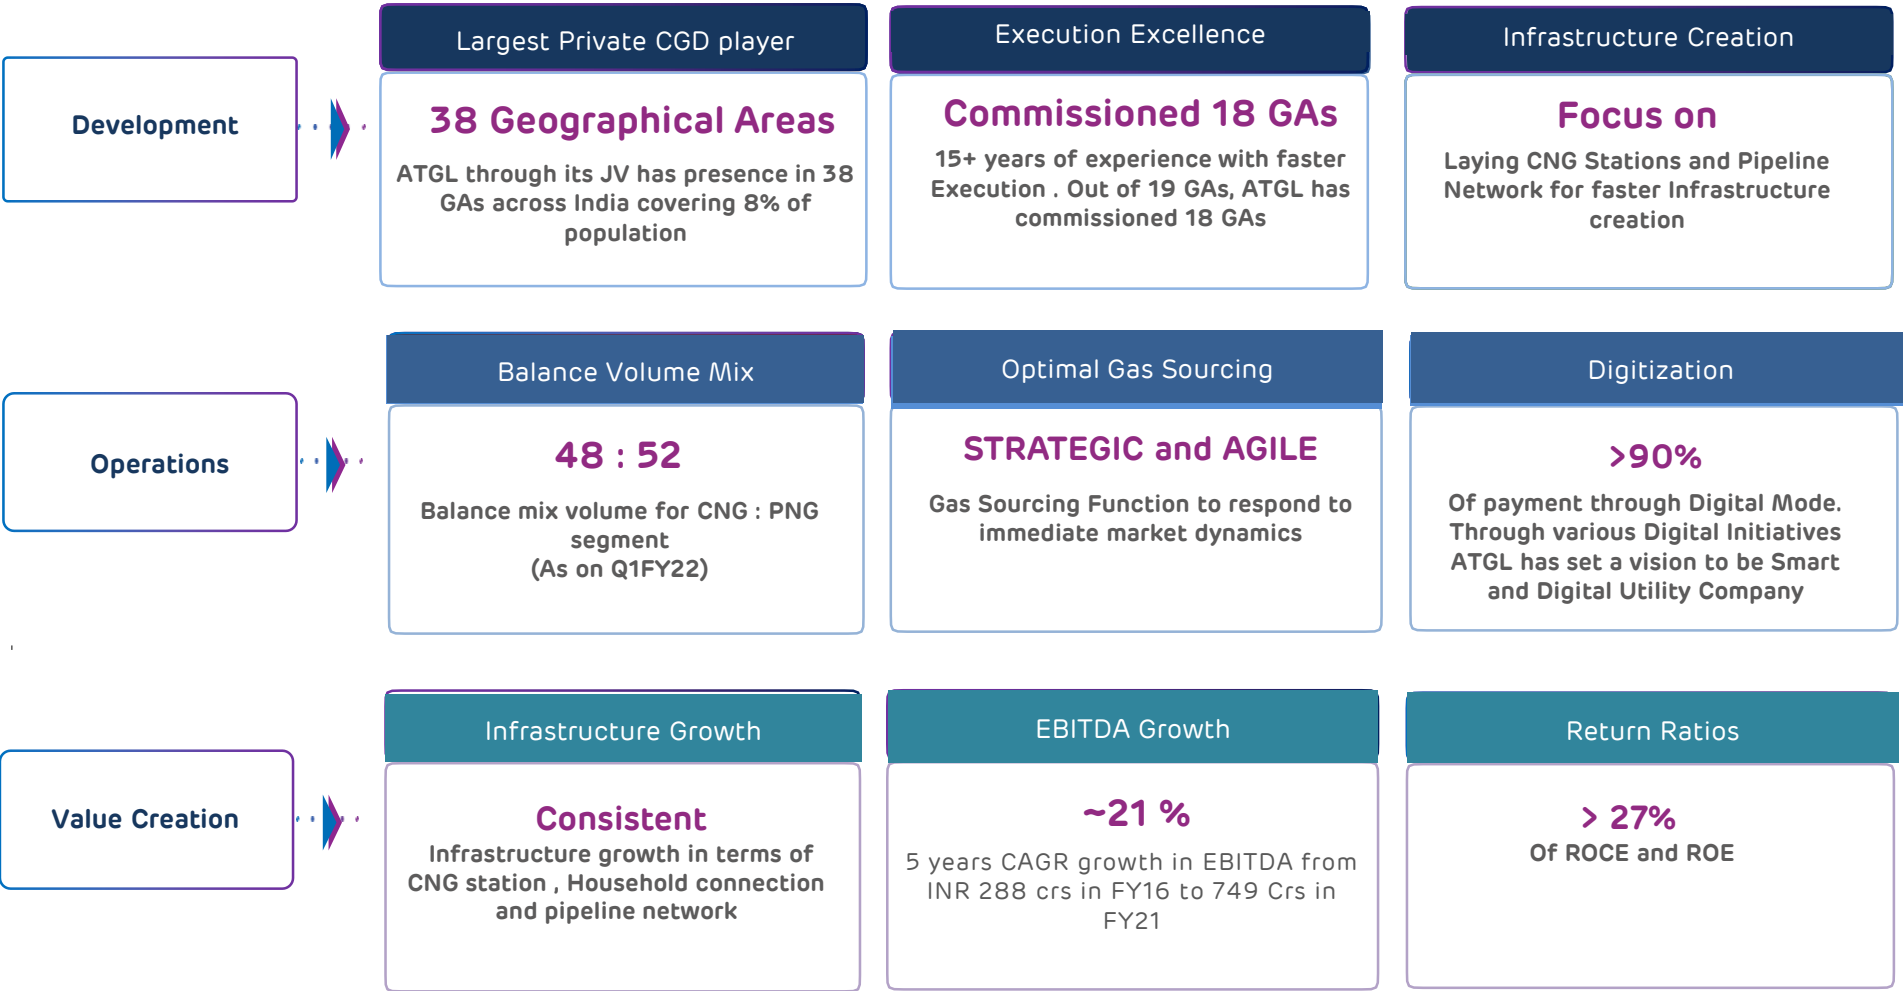 Development
Largest Private CGD player
38 Geographical Areas
ATGL through its JV has presence in 38
GAs across India covering 8% of
population
Execution Excellence
Commissioned 18 GAs
15+ years of experience with faster
Execution . Out of 19 GAs, ATGL has
commissioned 18 GAs
Infrastructure Creation
Focus on
Laying CNG Stations and Pipeline
Network for faster Infrastructure
creation
Operations
Balance Volume Mix
48 : 52
Balance mix volume for CNG : PNG
segment
(As on Q1FY22)
Optimal Gas Sourcing
STRATEGIC and AGILE
Gas Sourcing Function to respond to
immediate market dynamics
Digitization
>90%
Of payment through Digital Mode.
Through various Digital Initiatives
ATGL has set a vision to be Smart
and Digital Utility Company
Value Creation
Infrastructure Growth
Consistent
Infrastructure growth in terms of
CNG station , Household connection
and pipeline network
EBITDA Growth
~21 %
5 years CAGR growth in EBITDA from
INR 288 crs in FY16 to 749 Crs in
FY21
Return Ratios
> 27%
Of ROCE and ROE